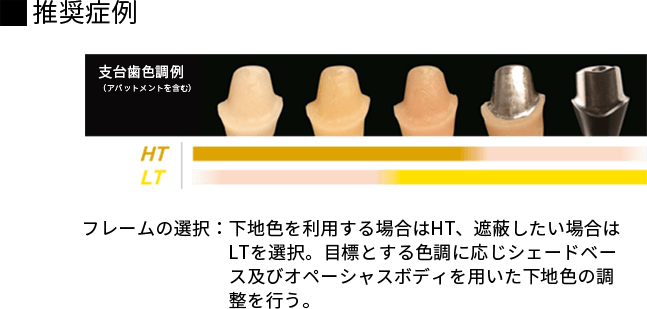 ■ 推奨症例
支台歯色調例
（アバットメントを含む）
HT
LT
フレームの選択：下地色を利用する場合はHT、遮蔽したい場合は
LTを選択。目標とする色調に応じシェードベー
ス及びオペーシャスボディを用いた下地色の調
整を行う。